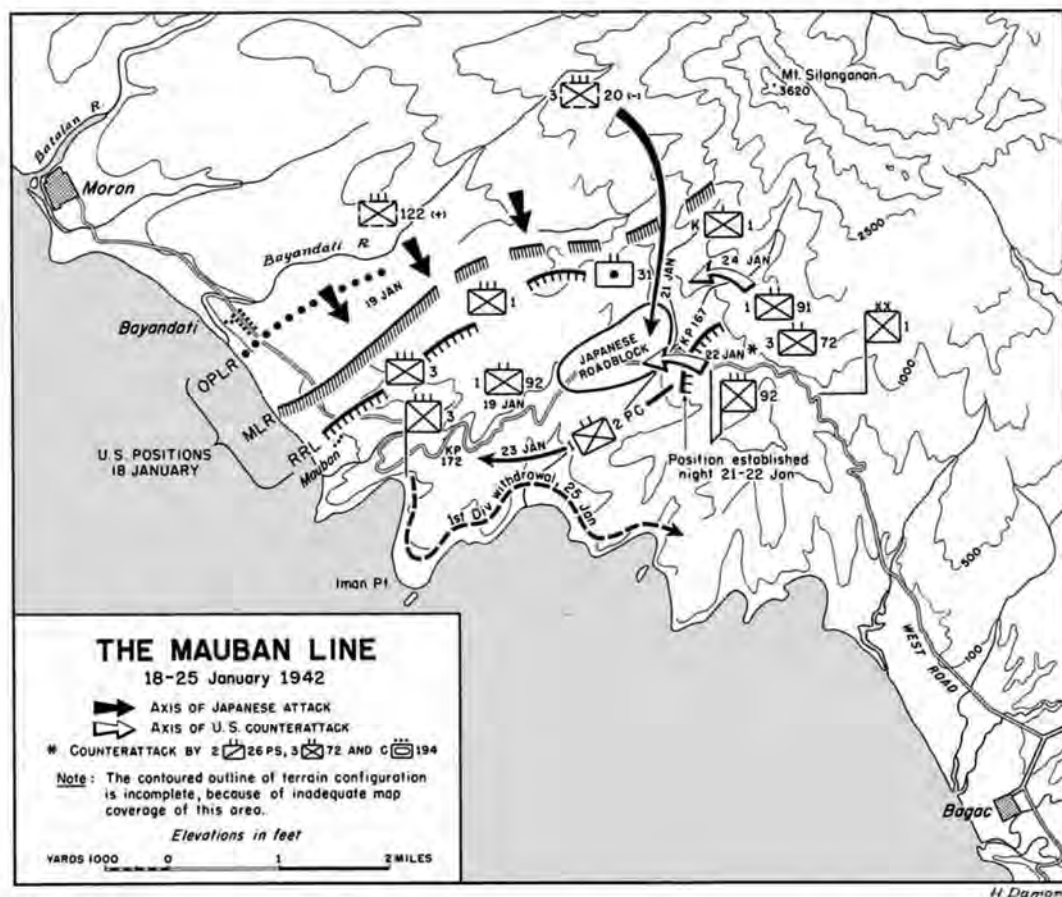 Mt. Silanganan
3620
3 20 (-)
Batalan R.
Moron
122 (+)
Bayandati R.
K 1
2500
24 JAN
19 JAN
31
21 JAN
1
1 91
Bayandati
KP 167
3 72
1
JAPANESE
ROADBLOCK
22 JAN *
1000
OPLR
3
1 92
19 JAN
92
MLR
3
1
2 PC
U.S. POSITIONS
18 JANUARY
RRL
Mauban
KP
172
23 JAN
Position established
night 21-22 Jan
1st Div withdrawal, 25 Jan
500
Iman Pt
WEST ROAD
100
Bagac
THE MAUBAN LINE
18-25 January 1942
AXIS OF JAPANESE ATTACK
AXIS OF U.S. COUNTERATTACK
* COUNTERATTACK BY 2 26 PS, 3 72 AND C 194
Note: The contoured outline of terrain configuration
is incomplete, because of inadequate map
coverage of this area.
Elevations in feet
YARDS 1000 0 1 2 MILES
H. Damon